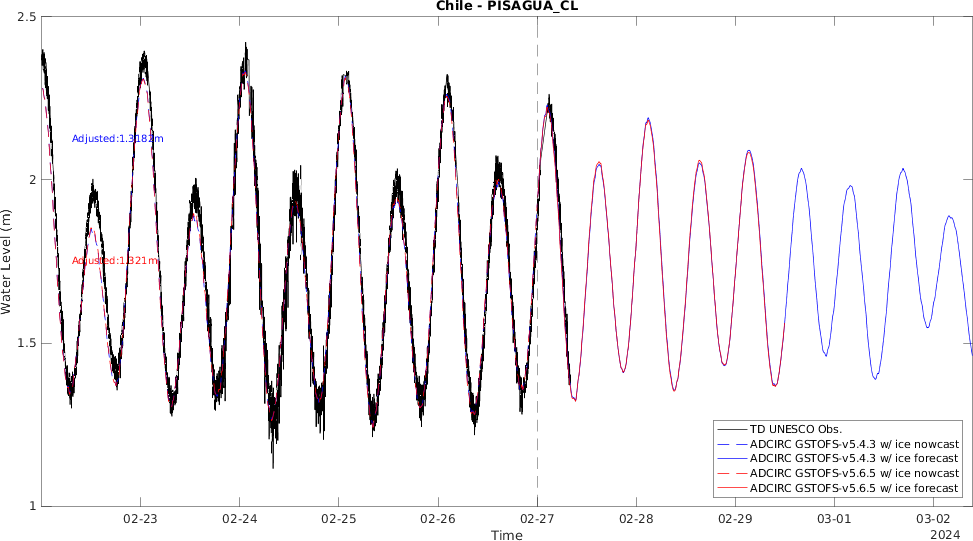 Chile - PISAGUA_CL
2.5
2
1.5
1
Water Level (m)
Adjusted:1.3182m
Adjusted:1.321m
TD UNESCO Obs.
ADCIRC GSTOFS-v5.4.3 w/ ice nowcast
ADCIRC GSTOFS-v5.4.3 w/ ice forecast
ADCIRC GSTOFS-v5.6.5 w/ ice nowcast
ADCIRC GSTOFS-v5.6.5 w/ ice forecast
02-23 02-24 02-25 02-26 02-27 02-28 02-29 03-01 03-02
Time
2024